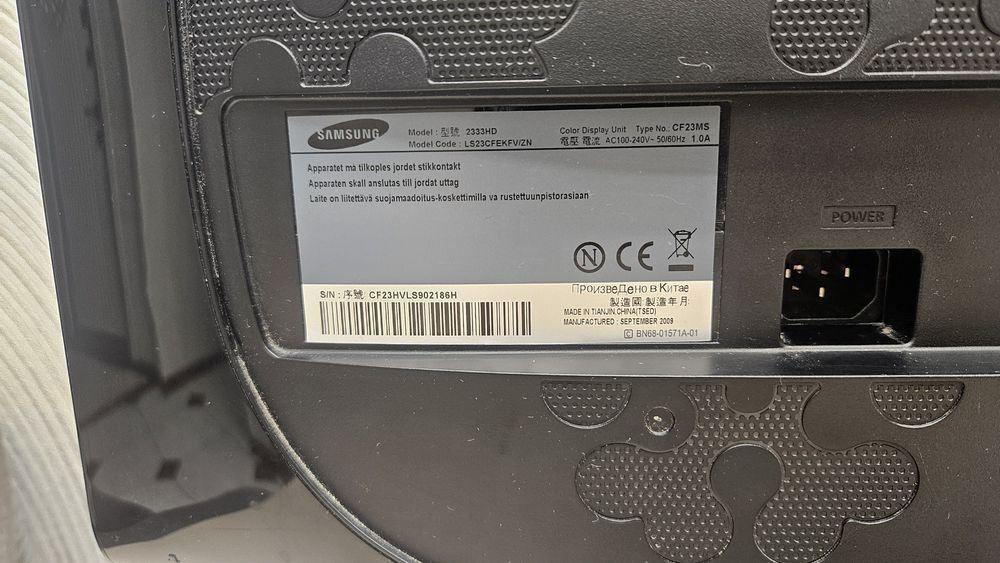 SAMSUNG
Model : 型號 2333HD
Model Code : LS23CFEKFV/ZN
Color Display Unit Type No.: CF23MS
電壓 電流 AC100-240V~ 50/60Hz 1.0A
Apparatet må tilkoples jordet stikkontakt
Apparaten skall anslutas till jordat uttag
Laite on liitettävä suojamaadoitus-koskettimilla va rustettuunpistorasiaan
N CE
S/N : 序號 CF23HVLS902186H
ПроизвеДено в Китае
製造國 製造年月:
MADE IN TIANJIN,CHINA(TSED)
MANUFACTURED : SEPTEMBER 2009
C BN68-01571A-01
POWER